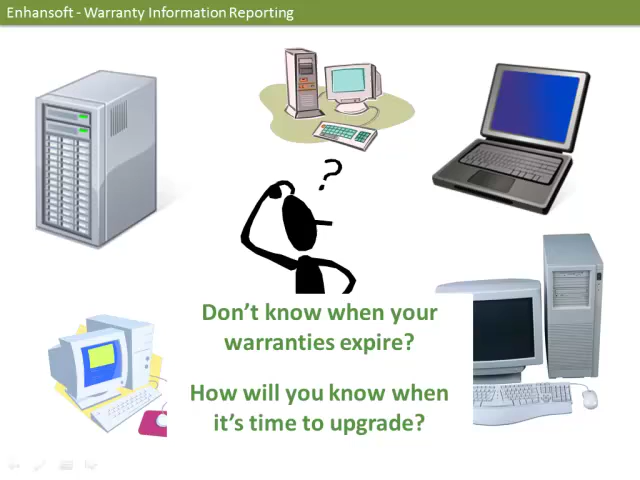 Enhansoft - Warranty Information Reporting
?
Don't know when your
warranties expire?
How will you know when
it's time to upgrade?